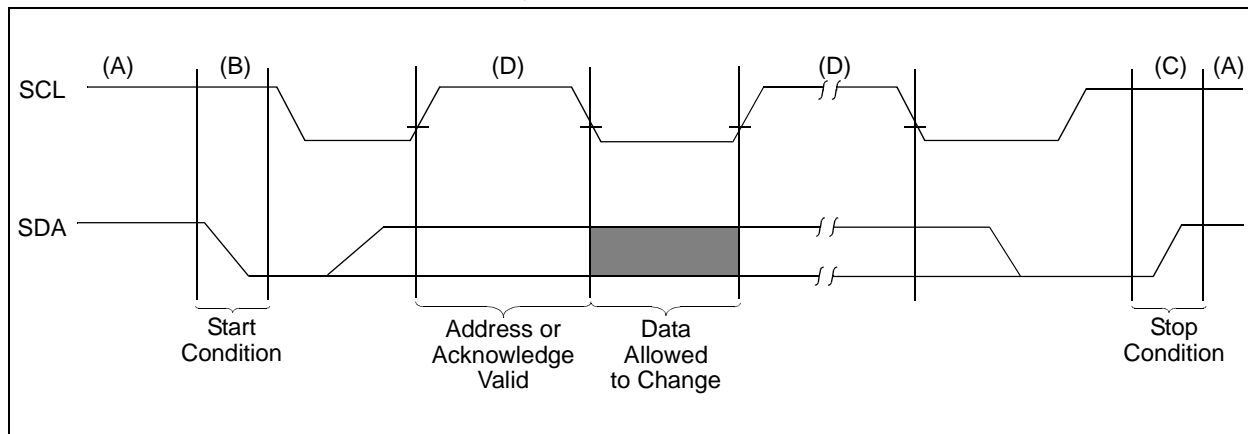 (A) (B) (D) (D) (C) (A)
SCL
SDA
Start
Condition
Address or
Acknowledge
Valid
Data
Allowed
to Change
Stop
Condition